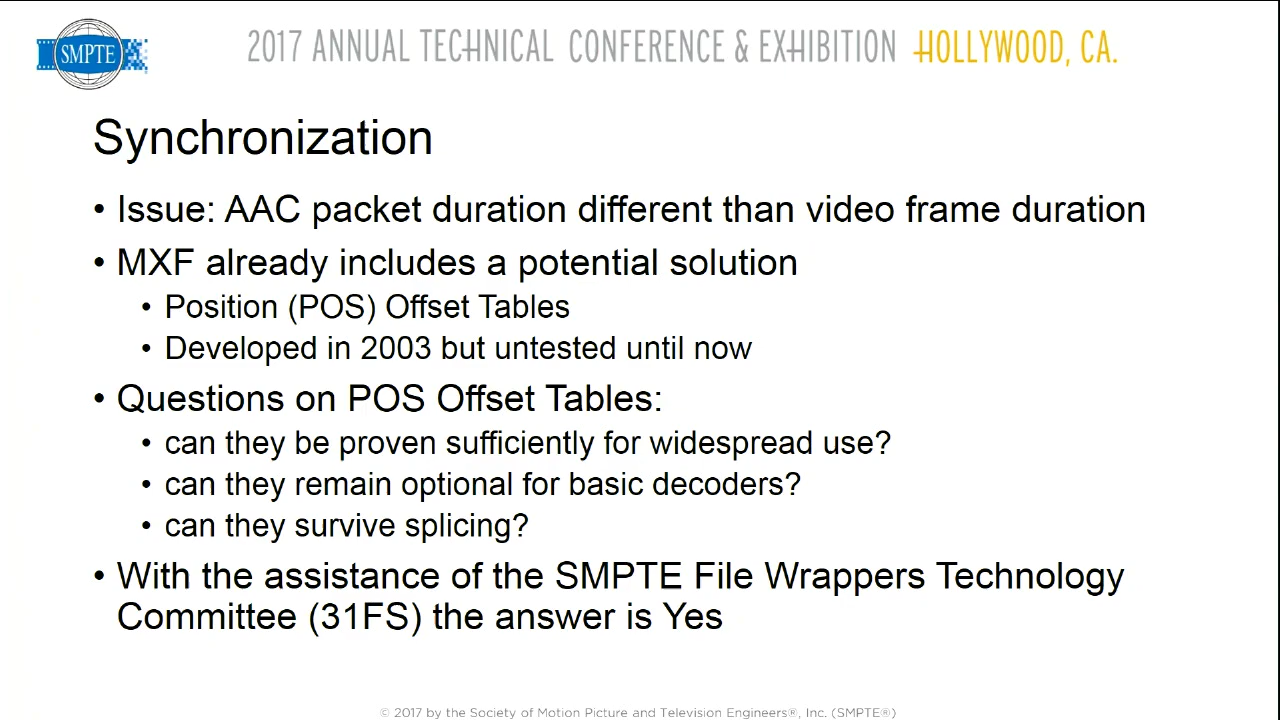 SMPTE
2017 ANNUAL TECHNICAL CONFERENCE & EXHIBITION HOLLYWOOD, CA.
Synchronization
• Issue: AAC packet duration different than video frame duration
• MXF already includes a potential solution
• Position (POS) Offset Tables
• Developed in 2003 but untested until now
• Questions on POS Offset Tables:
• can they be proven sufficiently for widespread use?
• can they remain optional for basic decoders?
• can they survive splicing?
• With the assistance of the SMPTE File Wrappers Technology
Committee (31FS) the answer is Yes
© 2017 by the Society of Motion Picture and Television Engineers®, Inc. (SMPTE®)